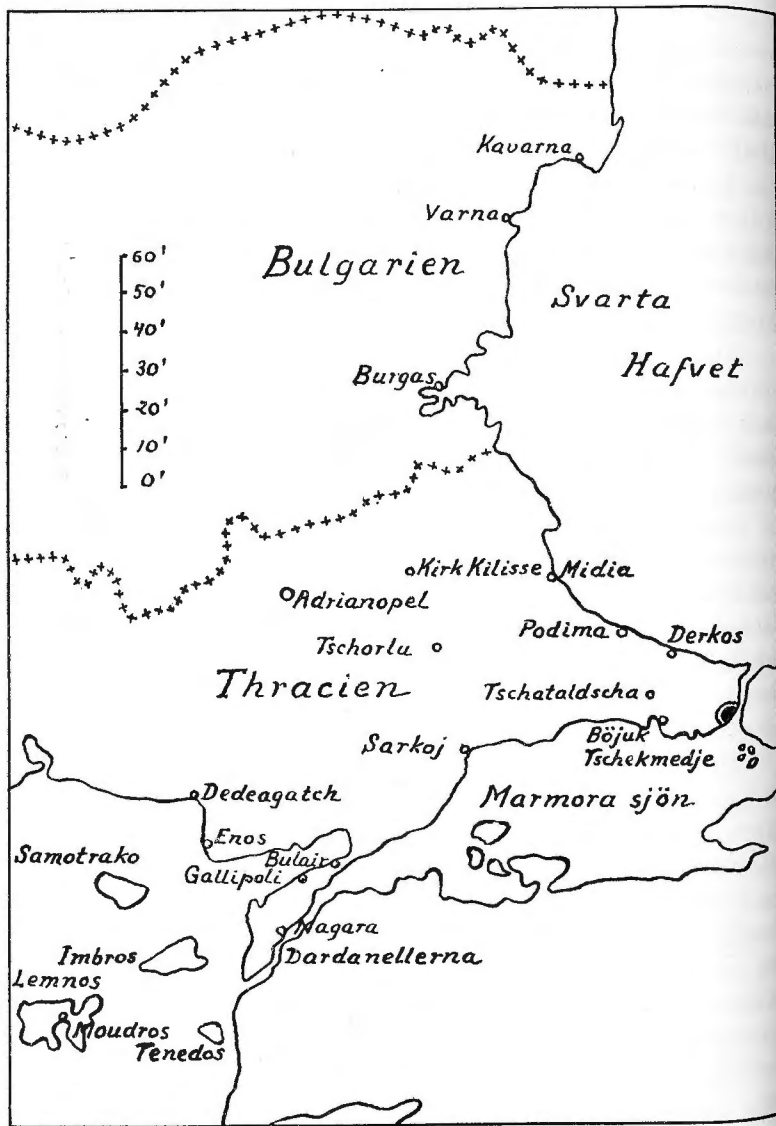 Kavarna
Varna
60'
50'
40'
30'
20'
10'
0'
Bulgarien
Svarta
Hafvet
Burgas
Kirk Kilisse
Midia
Adrianopel
Podima
Derkos
Tschorlu
Thracien
Tschataldscha
Sarkoj
Böjuk
Tschekmedje
Dedeagatch
Marmora sjön
Enos
Samotrako
Bulair
Gallipoli
Nagara
Imbros
Dardanellerna
Lemnos
Moudros
Tenedos